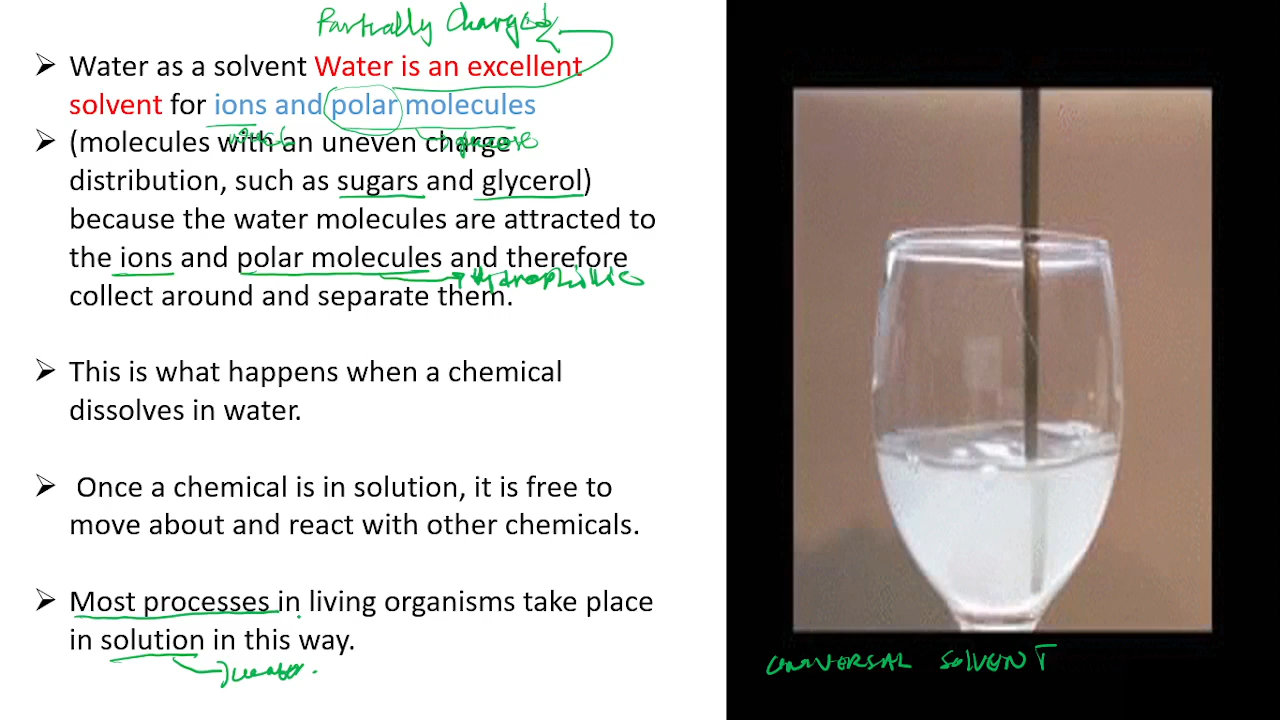 Partially Charged
➢ Water as a solvent Water is an excellent
solvent for ions and polar molecules
➢ (molecules with an uneven charge
distribution, such as sugars and glycerol)
because the water molecules are attracted to
the ions and polar molecules and therefore
Hydrophilic
collect around and separate them.
➢ This is what happens when a chemical
dissolves in water.
➢ Once a chemical is in solution, it is free to
move about and react with other chemicals.
➢ Most processes in living organisms take place
in solution in this way.
UNIVERSAL SOLVENT